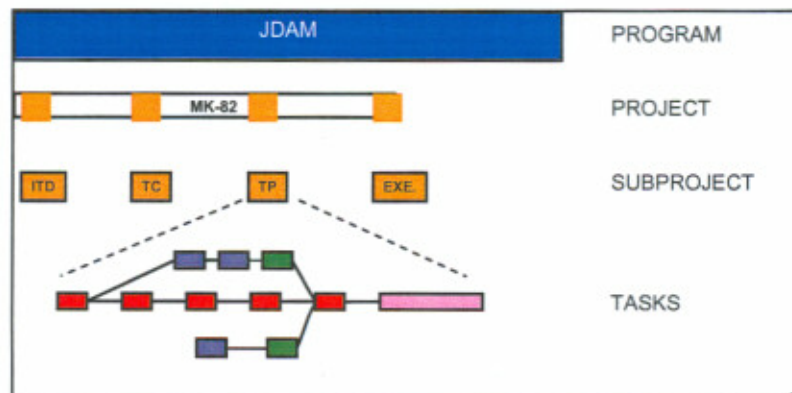 JDAM PROGRAM
MK-82 PROJECT
ITD TC TP EXE. SUBPROJECT
TASKS